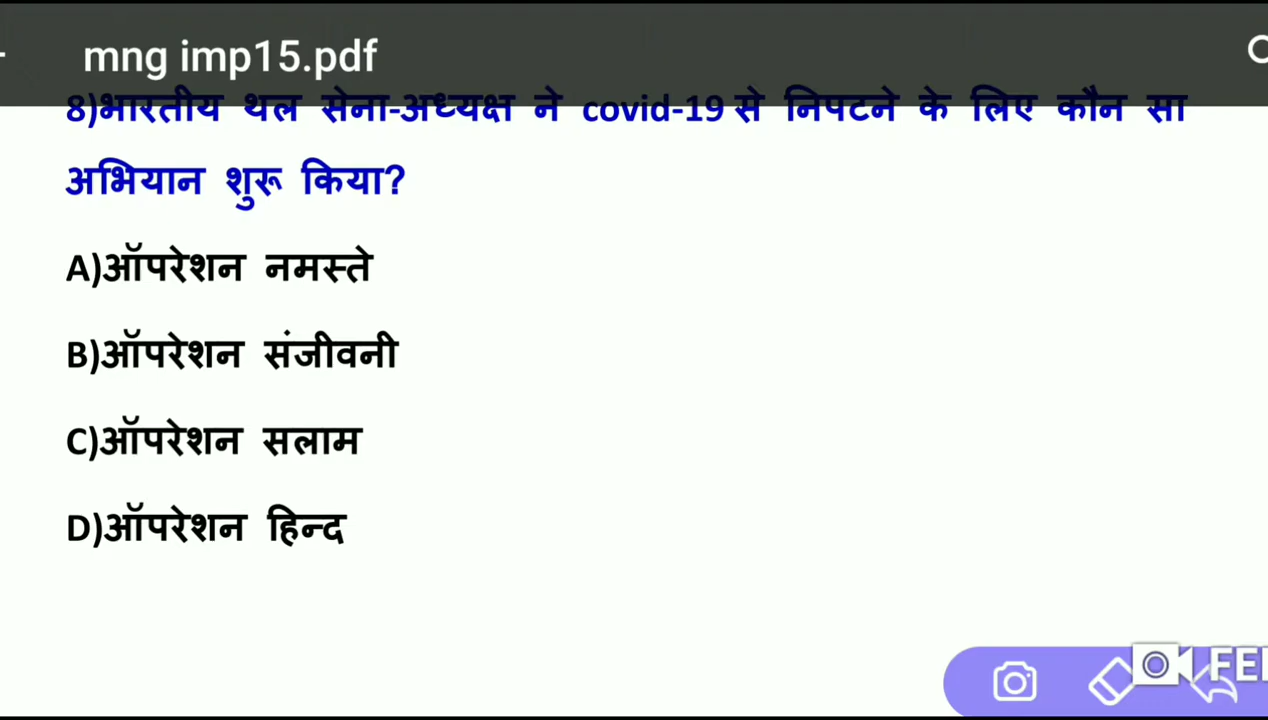 mng imp15.pdf
8)भारतीय थल सेना-अध्यक्ष ने covid-19 से निपटने के लिए कौन सा
अभियान शुरू किया?
A)ऑपरेशन नमस्ते
B)ऑपरेशन संजीवनी
C)ऑपरेशन सलाम
D)ऑपरेशन हिन्द